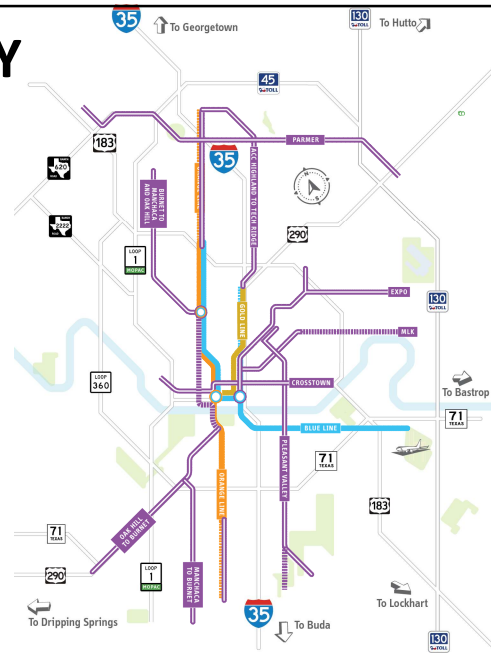 Y
35
To Georgetown
130
TOLL
To Hutto
45
TOLL
183
PARMER
620
35
BURNET TO
MANCHACA
AND OAK HILL
ACC HIGHLAND TO TECH RIDGE
N
S
2222
290
LOOP
1
MOPAC
EXPO
130
TOLL
GOLD LINE
MLK
LOOP
360
CROSSTOWN
To Bastrop
71
TEXAS
BLUE LINE
71
TEXAS
PLEASANT VALLEY
ORANGE LINE
183
OAK HILL
TO BURNET
71
TEXAS
290
LOOP
1
MOPAC
MANCHACA
TO BURNET
To Lockhart
35
To Dripping Springs
To Buda
130
TOLL